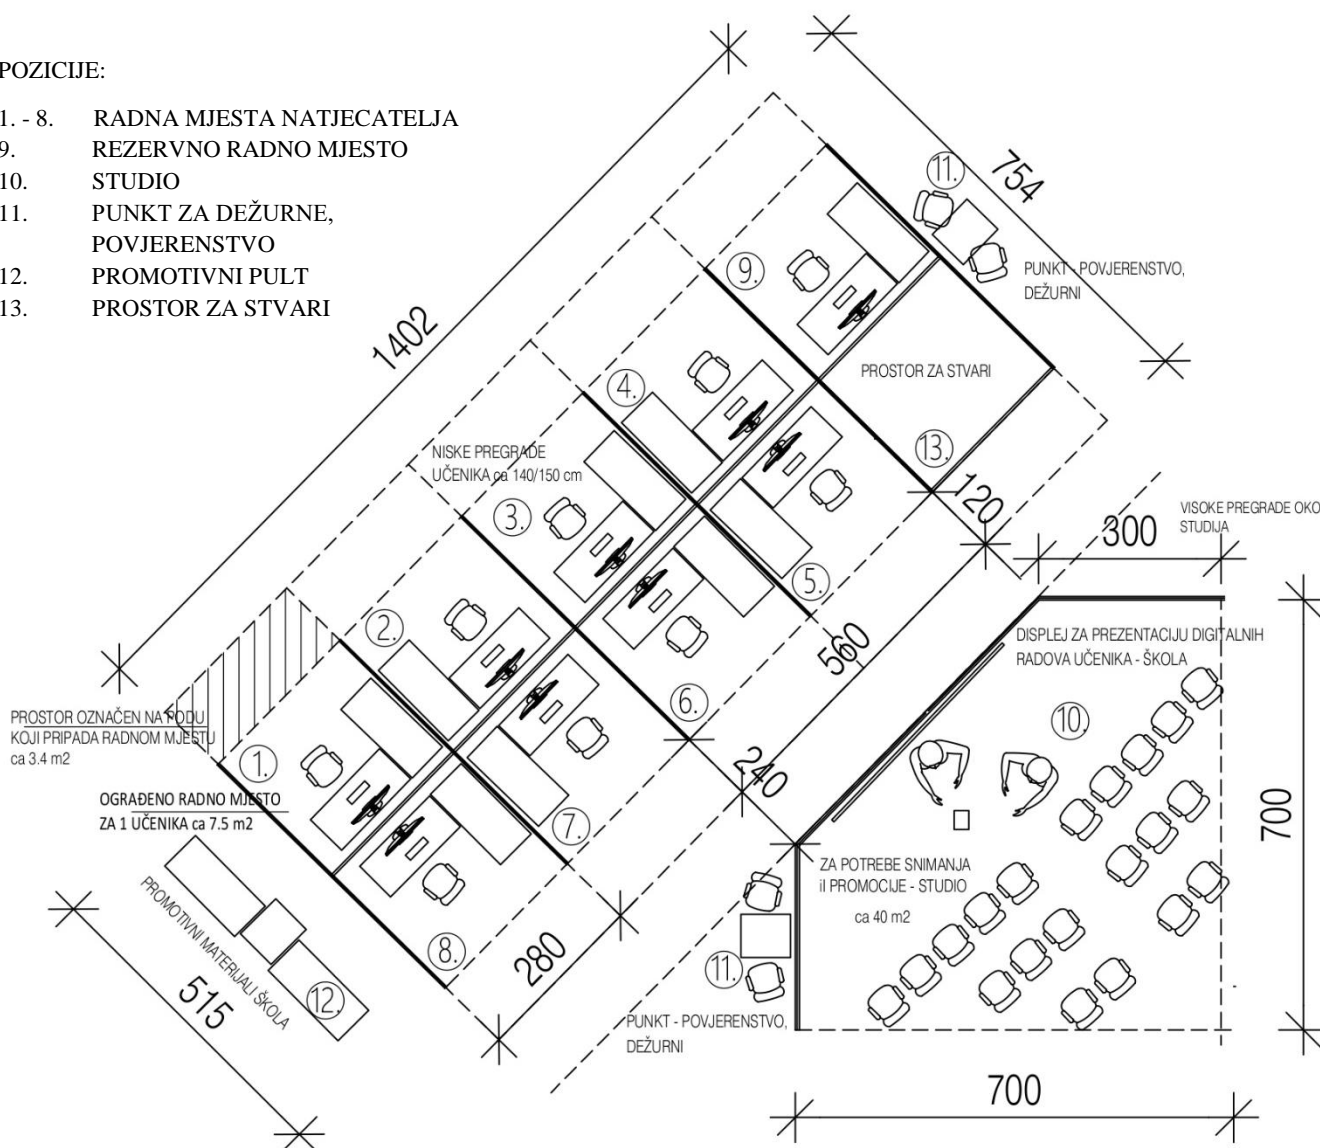 POZICIJE:
1. - 8. RADNA MJESTA NATJECATELJA
9. REZERVNO RADNO MJESTO
10. STUDIO
11. PUNKT ZA DEŽURNE,
POVJERENSTVO
12. PROMOTIVNI PULT
13. PROSTOR ZA STVARI
1402
754
11.
PUNKT - POVJERENSTVO,
DEŽURNI
9.
PROSTOR ZA STVARI
4.
13.
NISKE PREGRADE
UČENIKA ca 140/150 cm
3.
120
300
VISOKE PREGRADE OKO
STUDIJA
5.
2.
560
DISPLEJ ZA PREZENTACIJU DIGITALNIH
RADOVA UČENIKA - ŠKOLA
10.
6.
PROSTOR OZNAČEN NA PODU
KOJI PRIPADA RADNOM MJESTU
ca 3.4 m2
1.
240
OGRAĐENO RADNO MJESTO
ZA 1 UČENIKA ca 7.5 m2
7.
700
ZA POTREBE SNIMANJA
iI PROMOCIJE - STUDIO
ca 40 m2
PROMOTIVNI MATERIJALI ŠKOLA
8.
280
11.
12.
515
PUNKT - POVJERENSTVO,
DEŽURNI
700